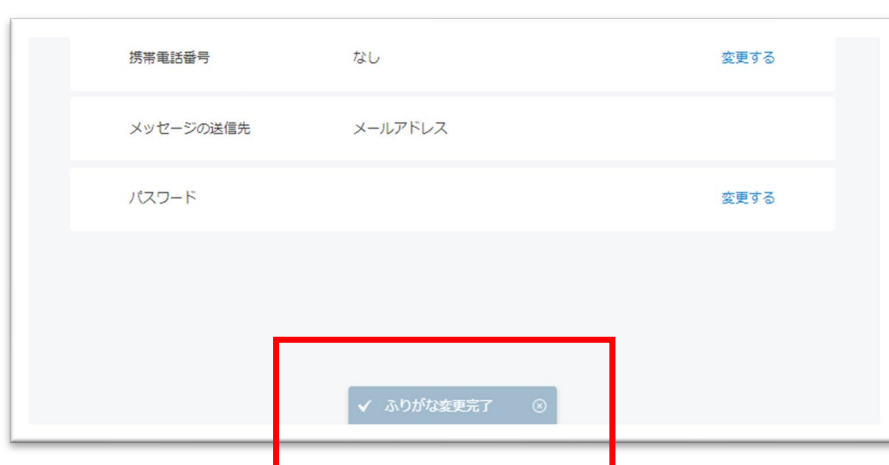 携帯電話番号 なし 変更する
メッセージの送信先 メールアドレス
パスワード 変更する
ふりがな変更完了